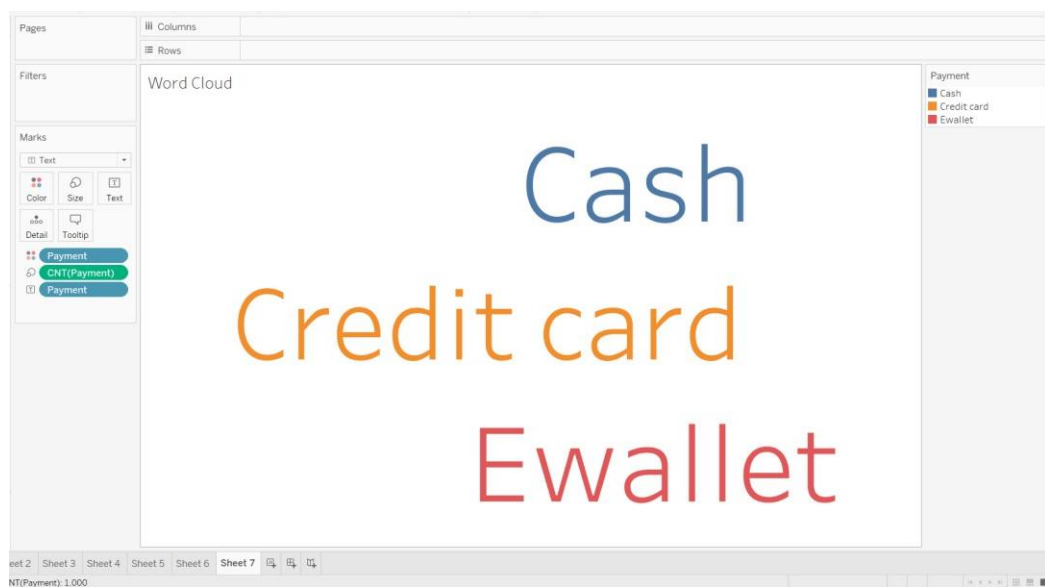 Pages
Columns
Rows
Filters
Word Cloud
Payment
Cash
Credit card
Ewallet
Marks
Text
Color Size Text
Detail Tooltip
Payment
CNT(Payment)
Payment
Cash
Credit card
Ewallet
eet 2 Sheet 3 Sheet 4 Sheet 5 Sheet 6 Sheet 7
NT(Payment): 1,000